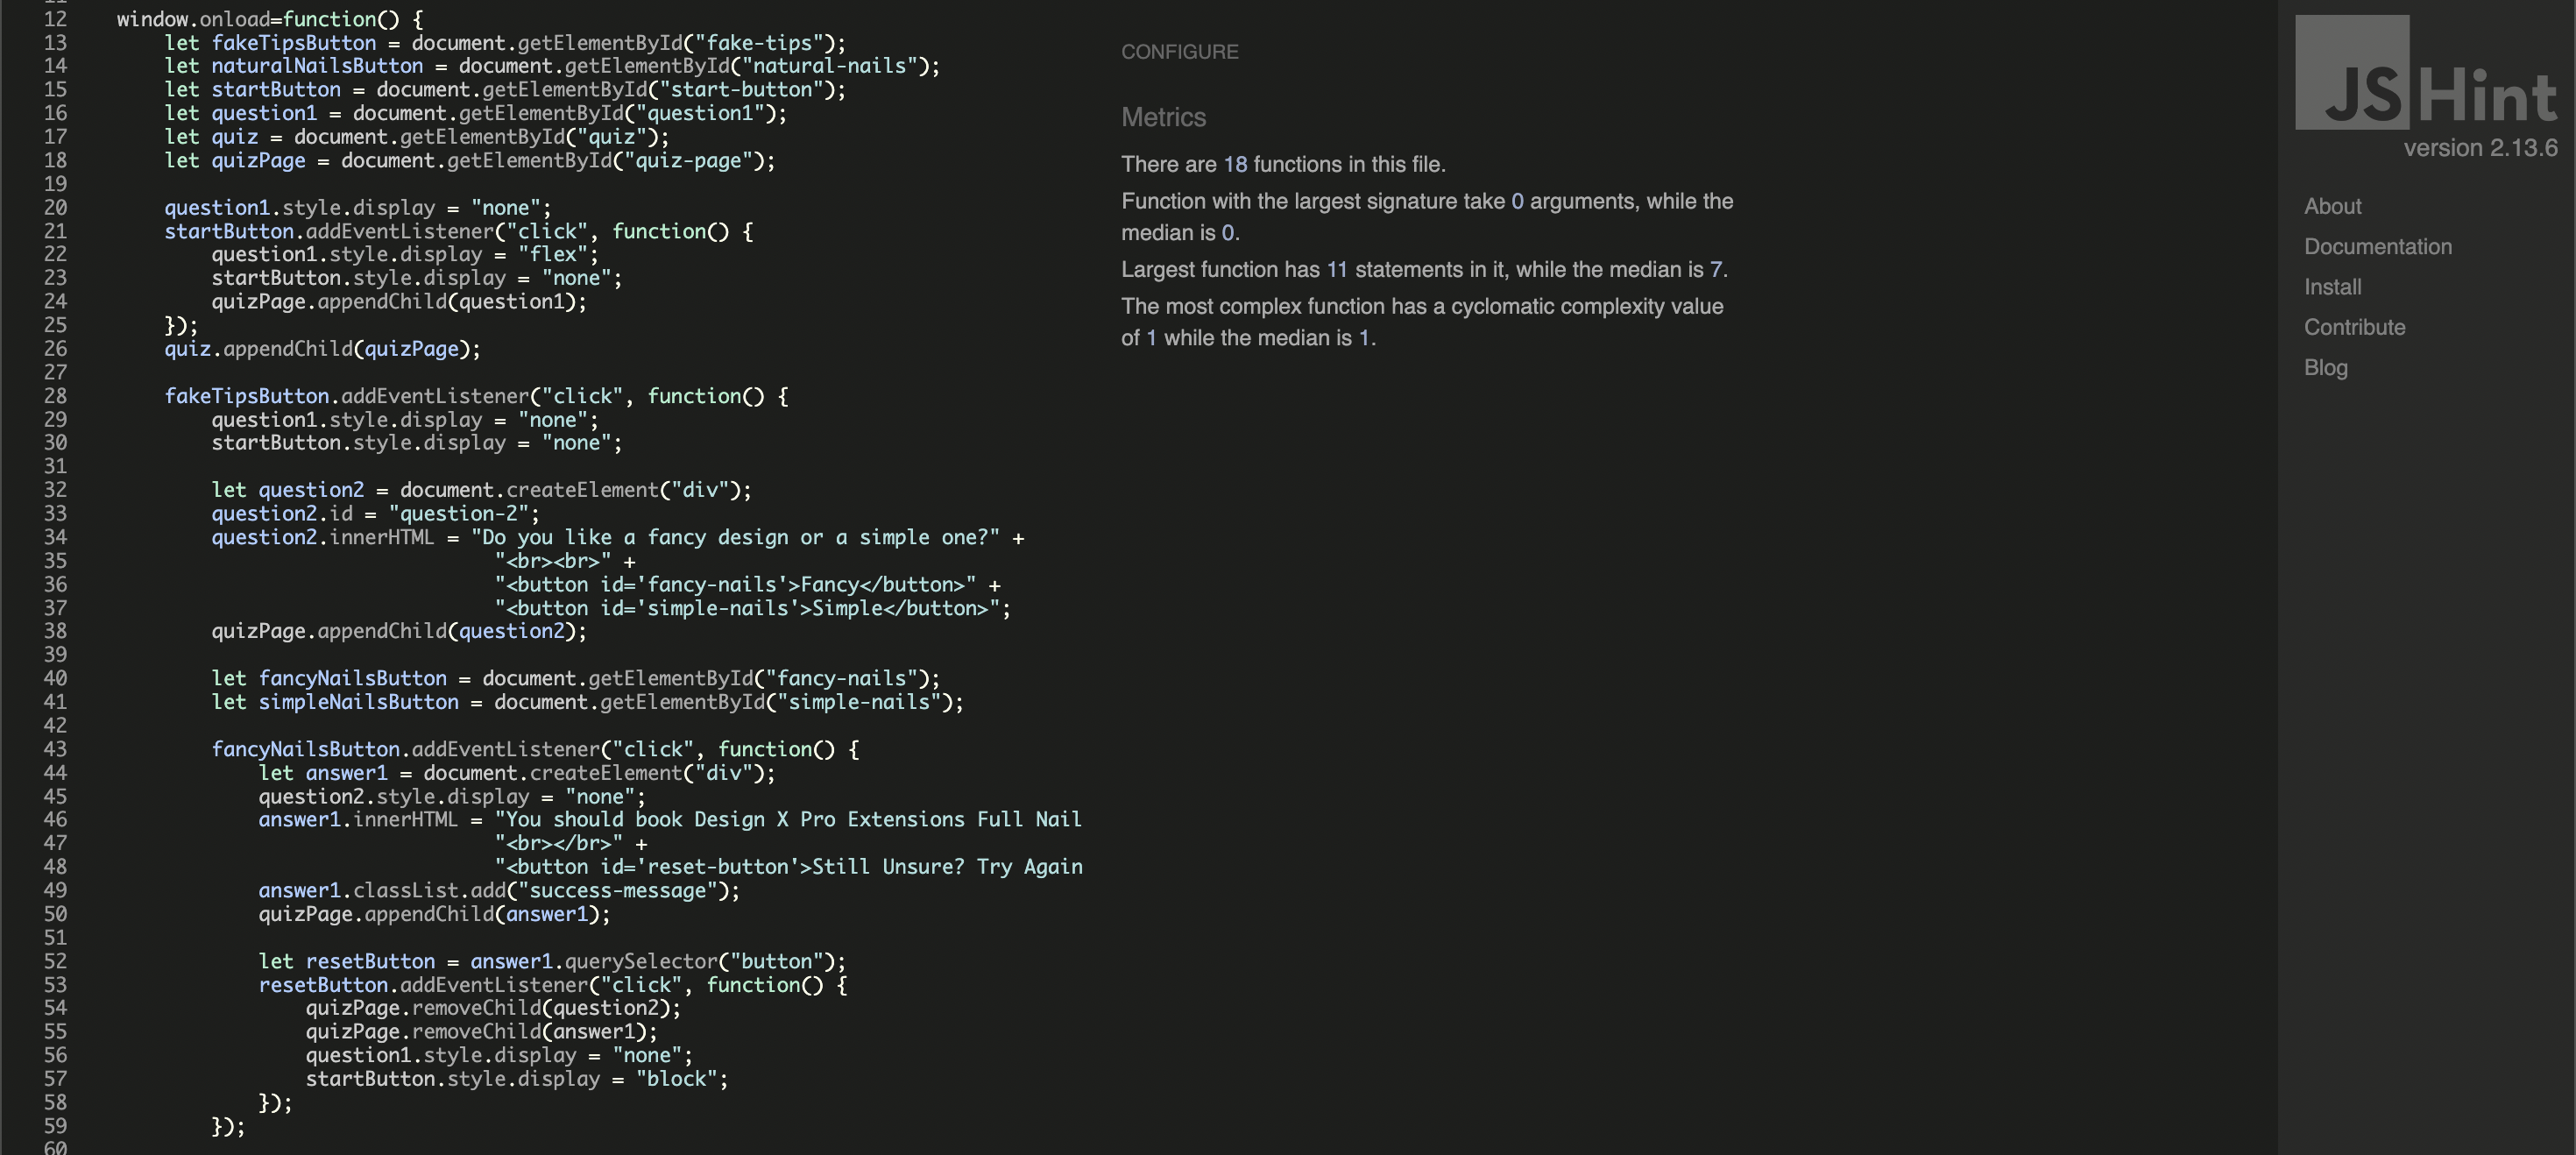 12 window.onload=function() {
13 let fakeTipsButton = document.getElementById("fake-tips");
14 let naturalNailsButton = document.getElementById("natural-nails");
15 let startButton = document.getElementById("start-button");
16 let question1 = document.getElementById("question1");
17 let quiz = document.getElementById("quiz");
18 let quizPage = document.getElementById("quiz-page");
19
20 question1.style.display = "none";
21 startButton.addEventListener("click", function() {
22 question1.style.display = "flex";
23 startButton.style.display = "none";
24 quizPage.appendChild(question1);
25 });
26 quiz.appendChild(quizPage);
27
28 fakeTipsButton.addEventListener("click", function() {
29 question1.style.display = "none";
30 startButton.style.display = "none";
31
32 let question2 = document.createElement("div");
33 question2.id = "question-2";
34 question2.innerHTML = "Do you like a fancy design or a simple one?" +
35 "<br><br>" +
36 "<button id='fancy-nails'>Fancy</button>" +
37 "<button id='simple-nails'>Simple</button>";
38 quizPage.appendChild(question2);
39
40 let fancyNailsButton = document.getElementById("fancy-nails");
41 let simpleNailsButton = document.getElementById("simple-nails");
42
43 fancyNailsButton.addEventListener("click", function() {
44 let answer1 = document.createElement("div");
45 question2.style.display = "none";
46 answer1.innerHTML = "You should book Design X Pro Extensions Full Nail
47 "<br></br>" +
48 "<button id='reset-button'>Still Unsure? Try Again
49 answer1.classList.add("success-message");
50 quizPage.appendChild(answer1);
51
52 let resetButton = answer1.querySelector("button");
53 resetButton.addEventListener("click", function() {
54 quizPage.removeChild(question2);
55 quizPage.removeChild(answer1);
56 question1.style.display = "none";
57 startButton.style.display = "block";
58 });
59 });
60
CONFIGURE
Metrics
There are 18 functions in this file.
Function with the largest signature take 0 arguments, while the
median is 0.
Largest function has 11 statements in it, while the median is 7.
The most complex function has a cyclomatic complexity value
of 1 while the median is 1.
JSHint
version 2.13.6
About
Documentation
Install
Contribute
Blog